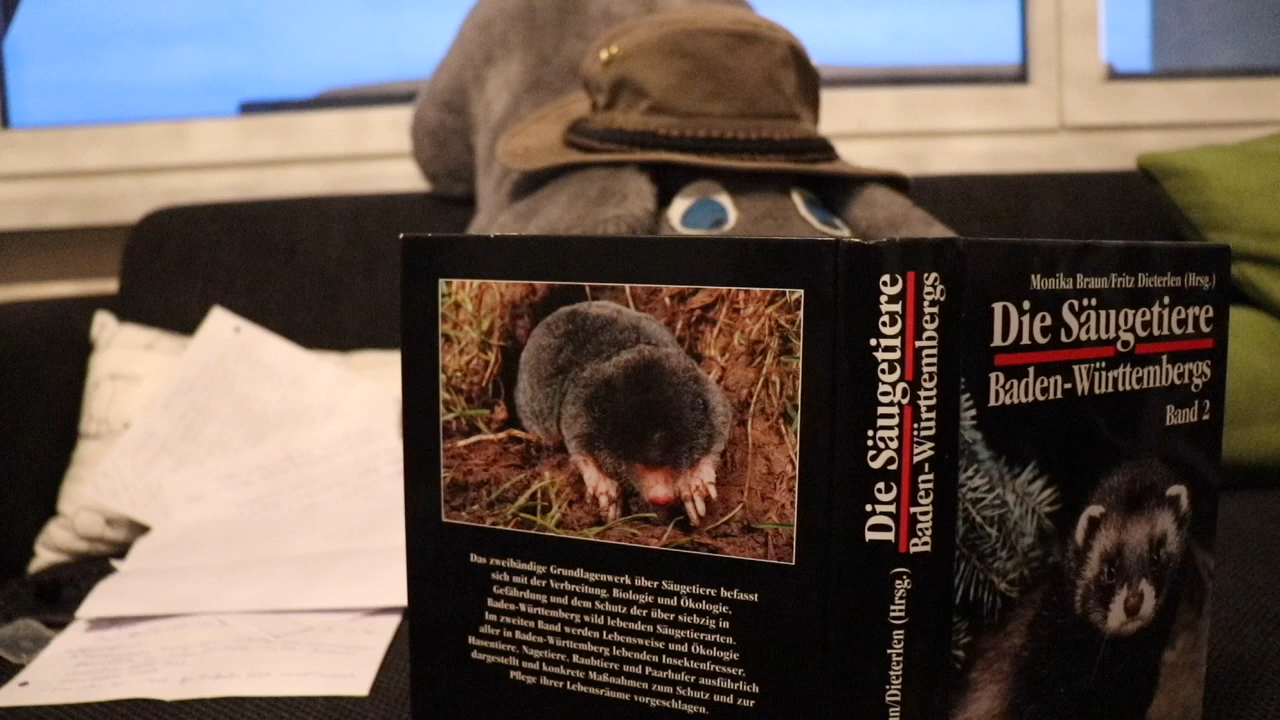 Das zweibändige Grundlagenwerk über Säugetiere befasst
sich mit der Verbreitung, Biologie und Ökologie,
Gefährdung und dem Schutz der über siebzig in
Baden-Württemberg wild lebenden Säugetierarten.
Im zweiten Band werden Lebensweise und Ökologie
aller in Baden-Württemberg lebenden Insektenfresser,
Hasentiere, Nagetiere, Raubtiere und Paarhufer ausführlich
dargestellt und konkrete Maßnahmen zum Schutz und zur
Pflege ihrer Lebensräume vorgeschlagen.
Die Säugetiere
Baden-Württembergs
un/Dieterlen (Hrsg.)
Monika Braun/Fritz Dieterlen (Hrsg.)
Die Säugetiere
Baden-Württembergs
Band 2